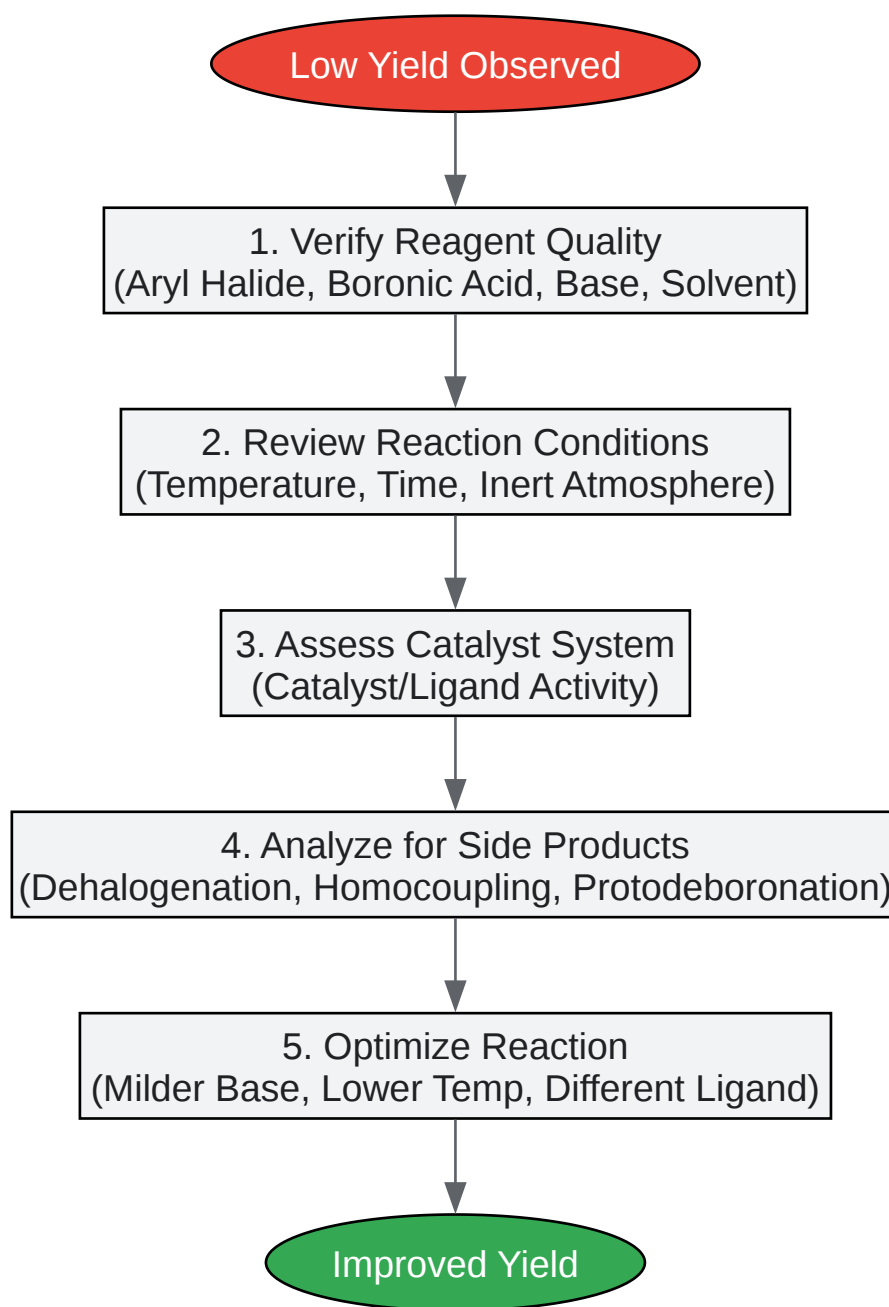 Low Yield Observed
1. Verify Reagent Quality
(Aryl Halide, Boronic Acid, Base, Solvent)
2. Review Reaction Conditions
(Temperature, Time, Inert Atmosphere)
3. Assess Catalyst System
(Catalyst/Ligand Activity)
4. Analyze for Side Products
(Dehalogenation, Homocoupling, Protodeboronation)
5. Optimize Reaction
(Milder Base, Lower Temp, Different Ligand)
Improved Yield